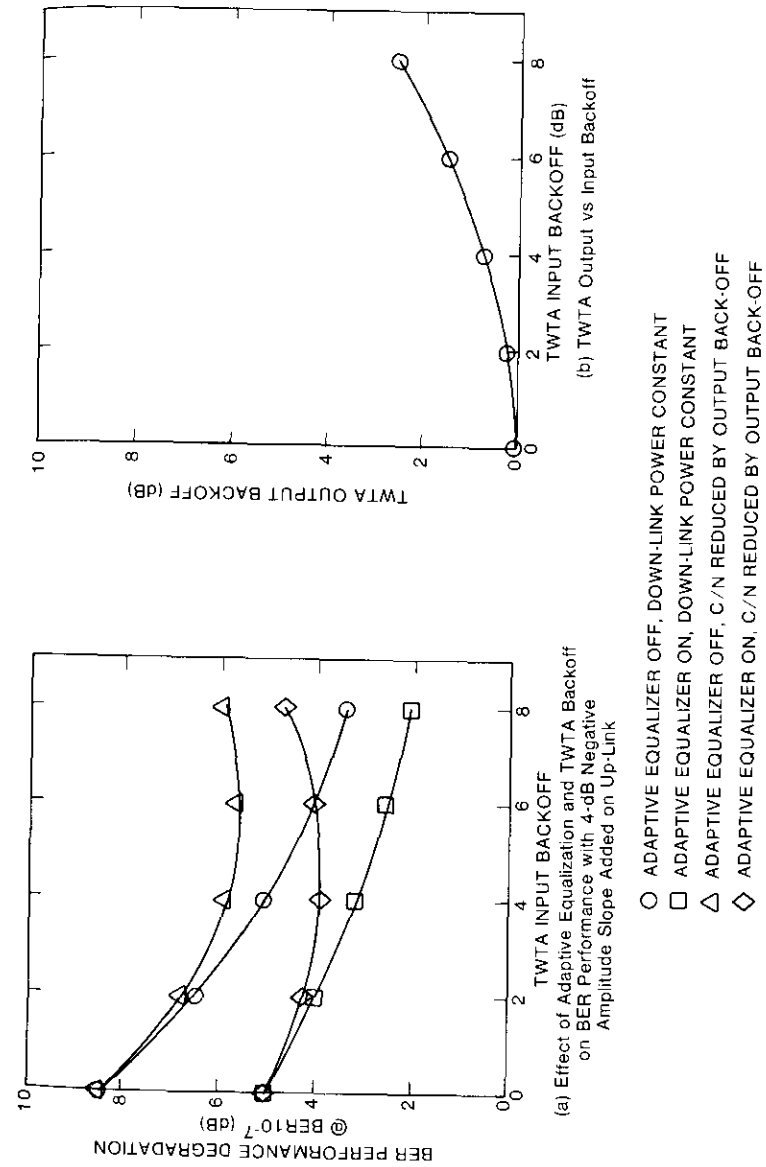 BER PERFORMANCE DEGRADATION
@ BER10⁻⁷ (dB)
10
8
6
4
2
0
0
2
4
6
8
TWTA INPUT BACKOFF
(a) Effect of Adaptive Equalization and TWTA Backoff
on BER Performance with 4-dB Negative
Amplitude Slope Added on Up-Link
TWTA OUTPUT BACKOFF (dB)
10
8
6
4
2
0
0
2
4
6
8
TWTA INPUT BACKOFF (dB)
(b) TWTA Output vs Input Backoff
ADAPTIVE EQUALIZER OFF, DOWN-LINK POWER CONSTANT
ADAPTIVE EQUALIZER ON, DOWN-LINK POWER CONSTANT
ADAPTIVE EQUALIZER OFF, C/N REDUCED BY OUTPUT BACK-OFF
ADAPTIVE EQUALIZER ON, C/N REDUCED BY OUTPUT BACK-OFF